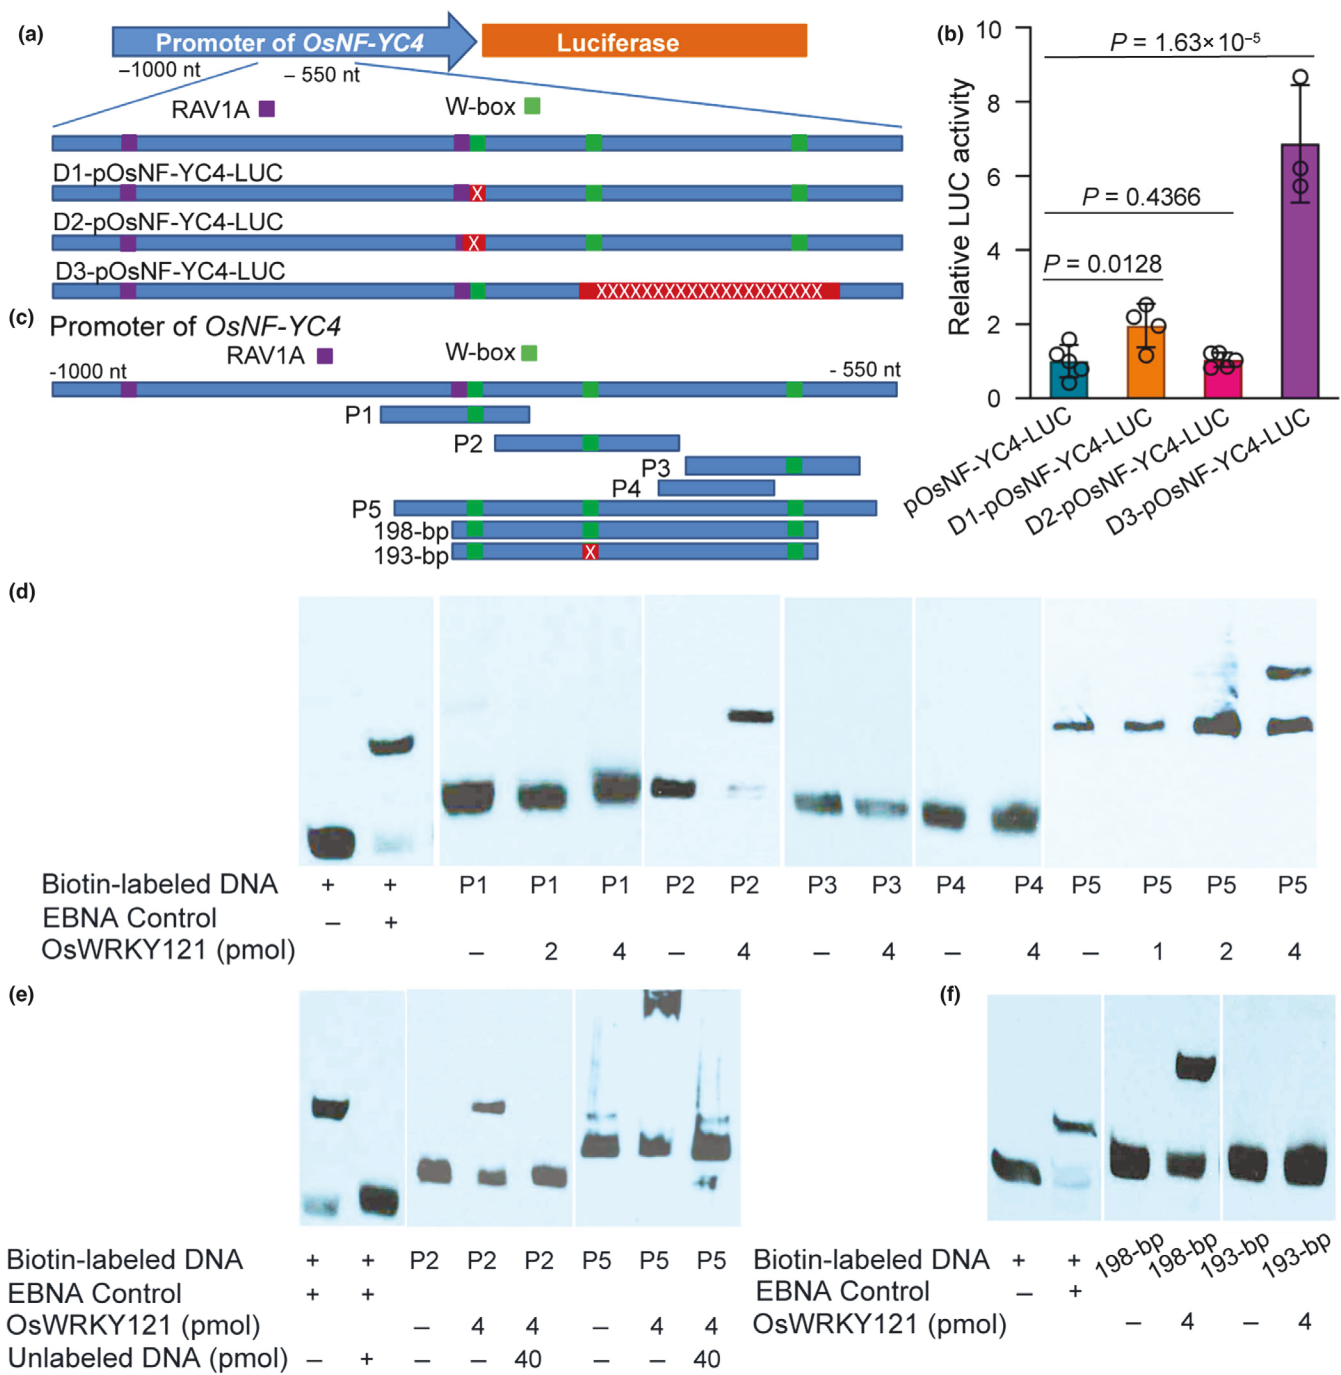 (a)
Promoter of OsNF-YC4
Luciferase
–1000 nt
– 550 nt
RAV1A
W-box
D1-pOsNF-YC4-LUC
X
D2-pOsNF-YC4-LUC
X
D3-pOsNF-YC4-LUC
XXXXXXXXXXXXXXXXXXXX
(b)
Relative LUC activity
10
8
6
4
2
0
P = 1.63×10⁻⁵
P = 0.4366
P = 0.0128
pOsNF-YC4-LUC
D1-pOsNF-YC4-LUC
D2-pOsNF-YC4-LUC
D3-pOsNF-YC4-LUC
(c)
Promoter of OsNF-YC4
RAV1A
W-box
-1000 nt
- 550 nt
P1
P2
P3
P4
P5
198-bp
193-bp
X
(d)
Biotin-labeled DNA + + P1 P1 P1 P2 P2 P3 P3 P4 P4 P5 P5 P5 P5
EBNA Control – +
OsWRKY121 (pmol) – 2 4 – 4 – 4 – 4 – 1 2 4
(e)
Biotin-labeled DNA + + P2 P2 P2 P5 P5 P5
EBNA Control + +
OsWRKY121 (pmol) – 4 4 – 4 4
Unlabeled DNA (pmol) – + – – 40 – – 40
(f)
Biotin-labeled DNA + + 198-bp 198-bp 193-bp 193-bp
EBNA Control – +
OsWRKY121 (pmol) – 4 – 4